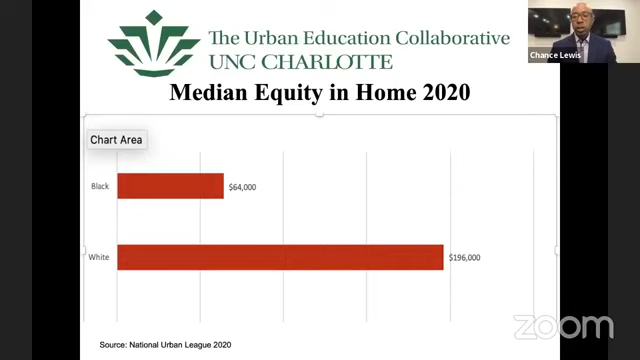 The Urban Education Collaborative
UNC CHARLOTTE
Chance Lewis
Median Equity in Home 2020
Chart Area
Black
$64,000
White
$196,000
Source: National Urban League 2020
zoom